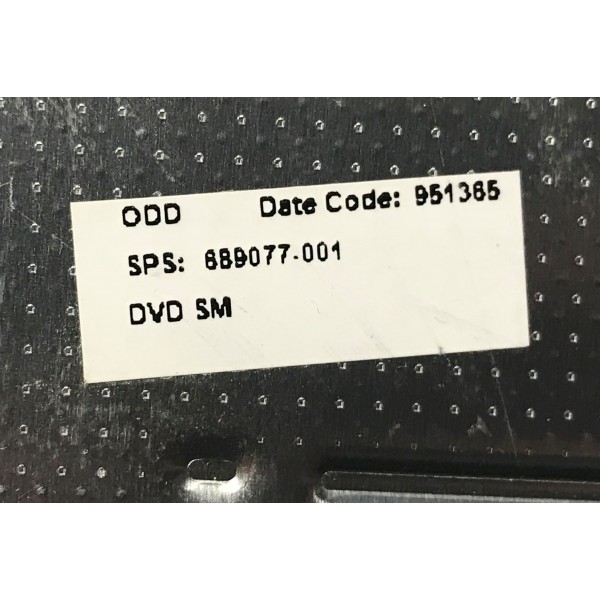 ODD Date Code: 951365
SPS: 689077-001
DVD SM